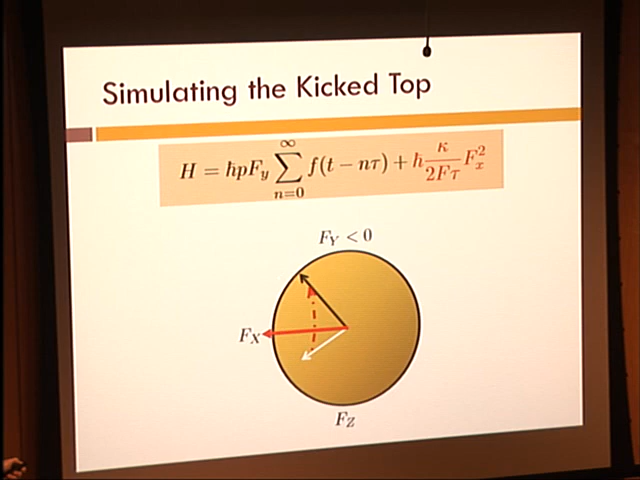 Simulating the Kicked Top
H = ℏpF_y ∑_{n=0}^{∞} f(t − nτ) + ℏ κ/(2Fτ) F_x^2
F_Y < 0
F_X
F_Z